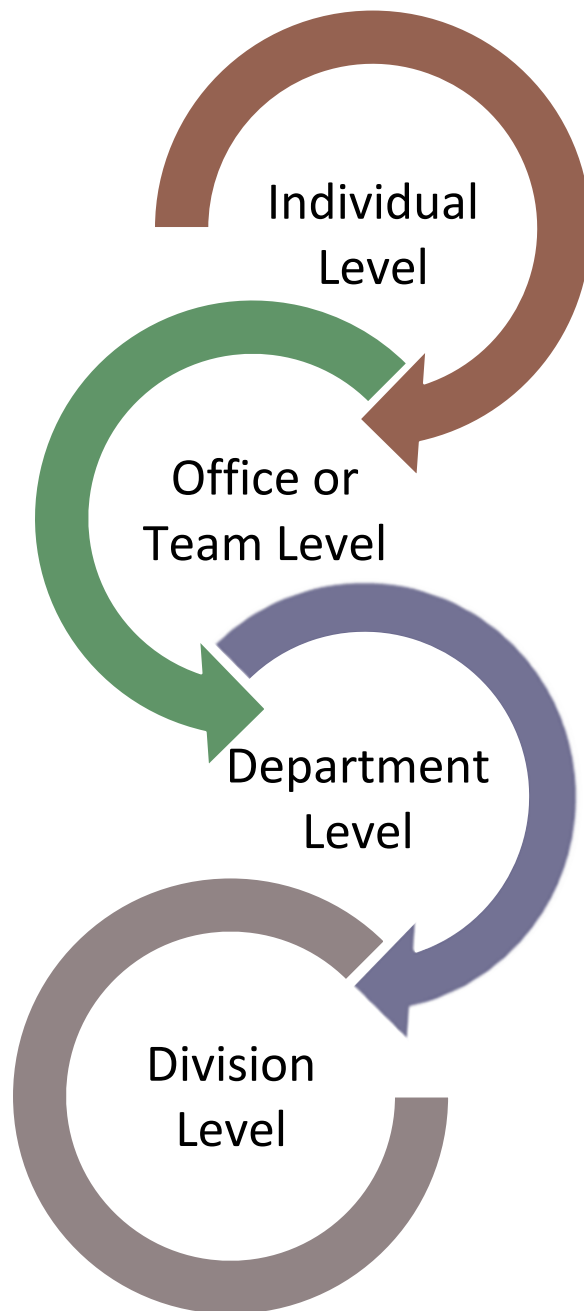 Individual
Level
Office or
Team Level
Department
Level
Division
Level